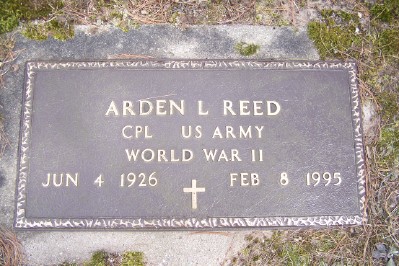 ARDEN L REED
CPL US ARMY
WORLD WAR II
JUN 4 1926 FEB 8 1995